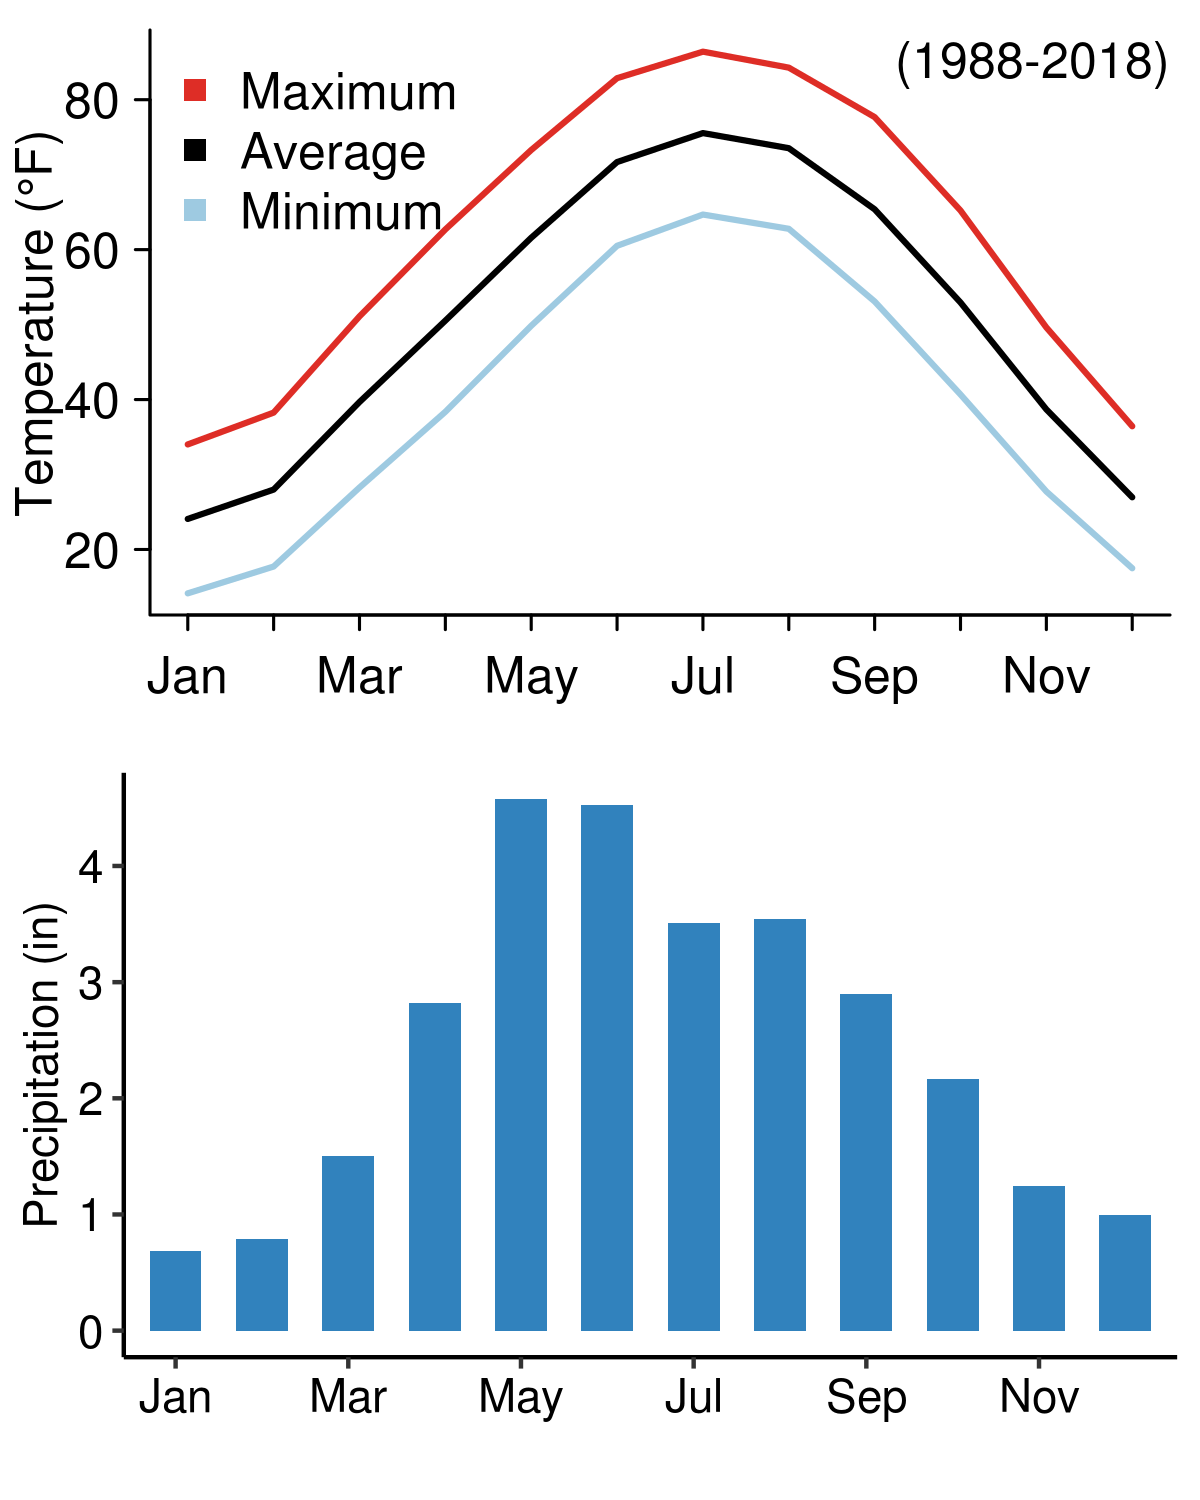 (1988-2018)
Maximum
Average
Minimum
Temperature (°F)
80
60
40
20
Jan Mar May Jul Sep Nov
Precipitation (in)
4
3
2
1
0
Jan Mar May Jul Sep Nov